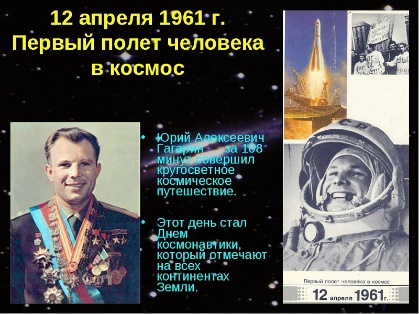 12 апреля 1961 г.
Первый полет человека
в космос
• Юрий Алексеевич
Гагарин за 108
минут совершил
кругосветное
космическое
путешествие.
• Этот день стал
Днем
космонавтики,
который отмечают
на всех
континентах
Земли.
Первый полет человека в космос
12 апреля 1961г.